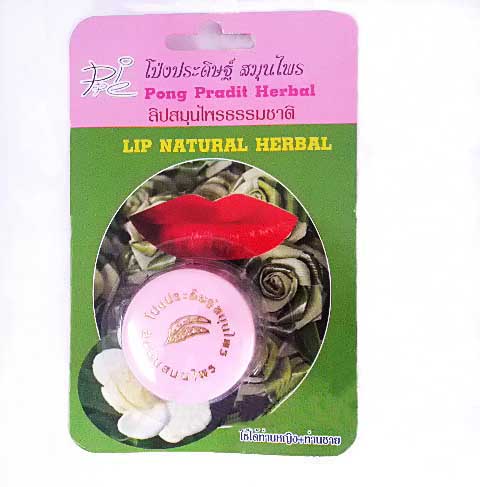 โป่งประดิษฐ์ สมุนไพร
Pong Pradit Herbal
ลิปสมุนไพรธรรมชาติ
LIP NATURAL HERBAL
โป่งประดิษฐ์สมุนไพร
ใช้ได้ท่านหญิง+ท่านชาย